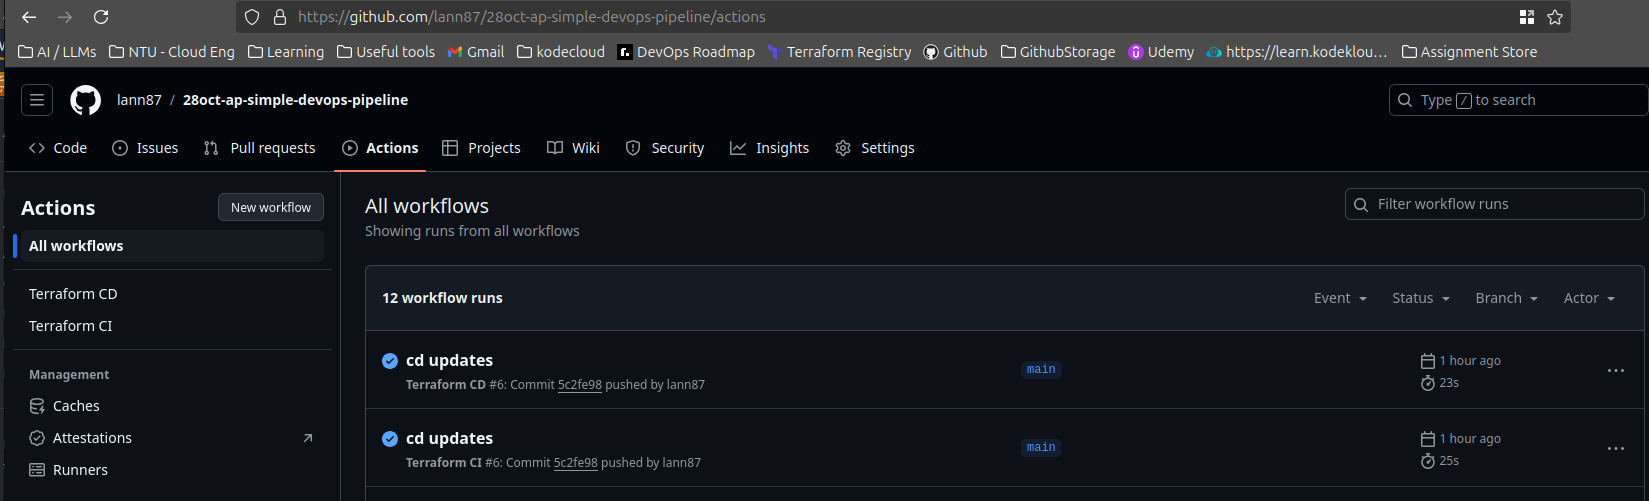 https://github.com/lann87/28oct-ap-simple-devops-pipeline/actions
AI / LLMs NTU - Cloud Eng Learning Useful tools Gmail kodecloud DevOps Roadmap Terraform Registry Github GithubStorage Udemy https://learn.kodeklou... Assignment Store
lann87 / 28oct-ap-simple-devops-pipeline Type / to search
Code Issues Pull requests Actions Projects Wiki Security Insights Settings
Actions New workflow
All workflows
Terraform CD
Terraform CI
Management
Caches
Attestations
Runners
All workflows
Showing runs from all workflows
Filter workflow runs
12 workflow runs Event Status Branch Actor
cd updates
Terraform CD #6: Commit 5c2fe98 pushed by lann87
main
1 hour ago
23s
cd updates
Terraform CI #6: Commit 5c2fe98 pushed by lann87
main
1 hour ago
25s